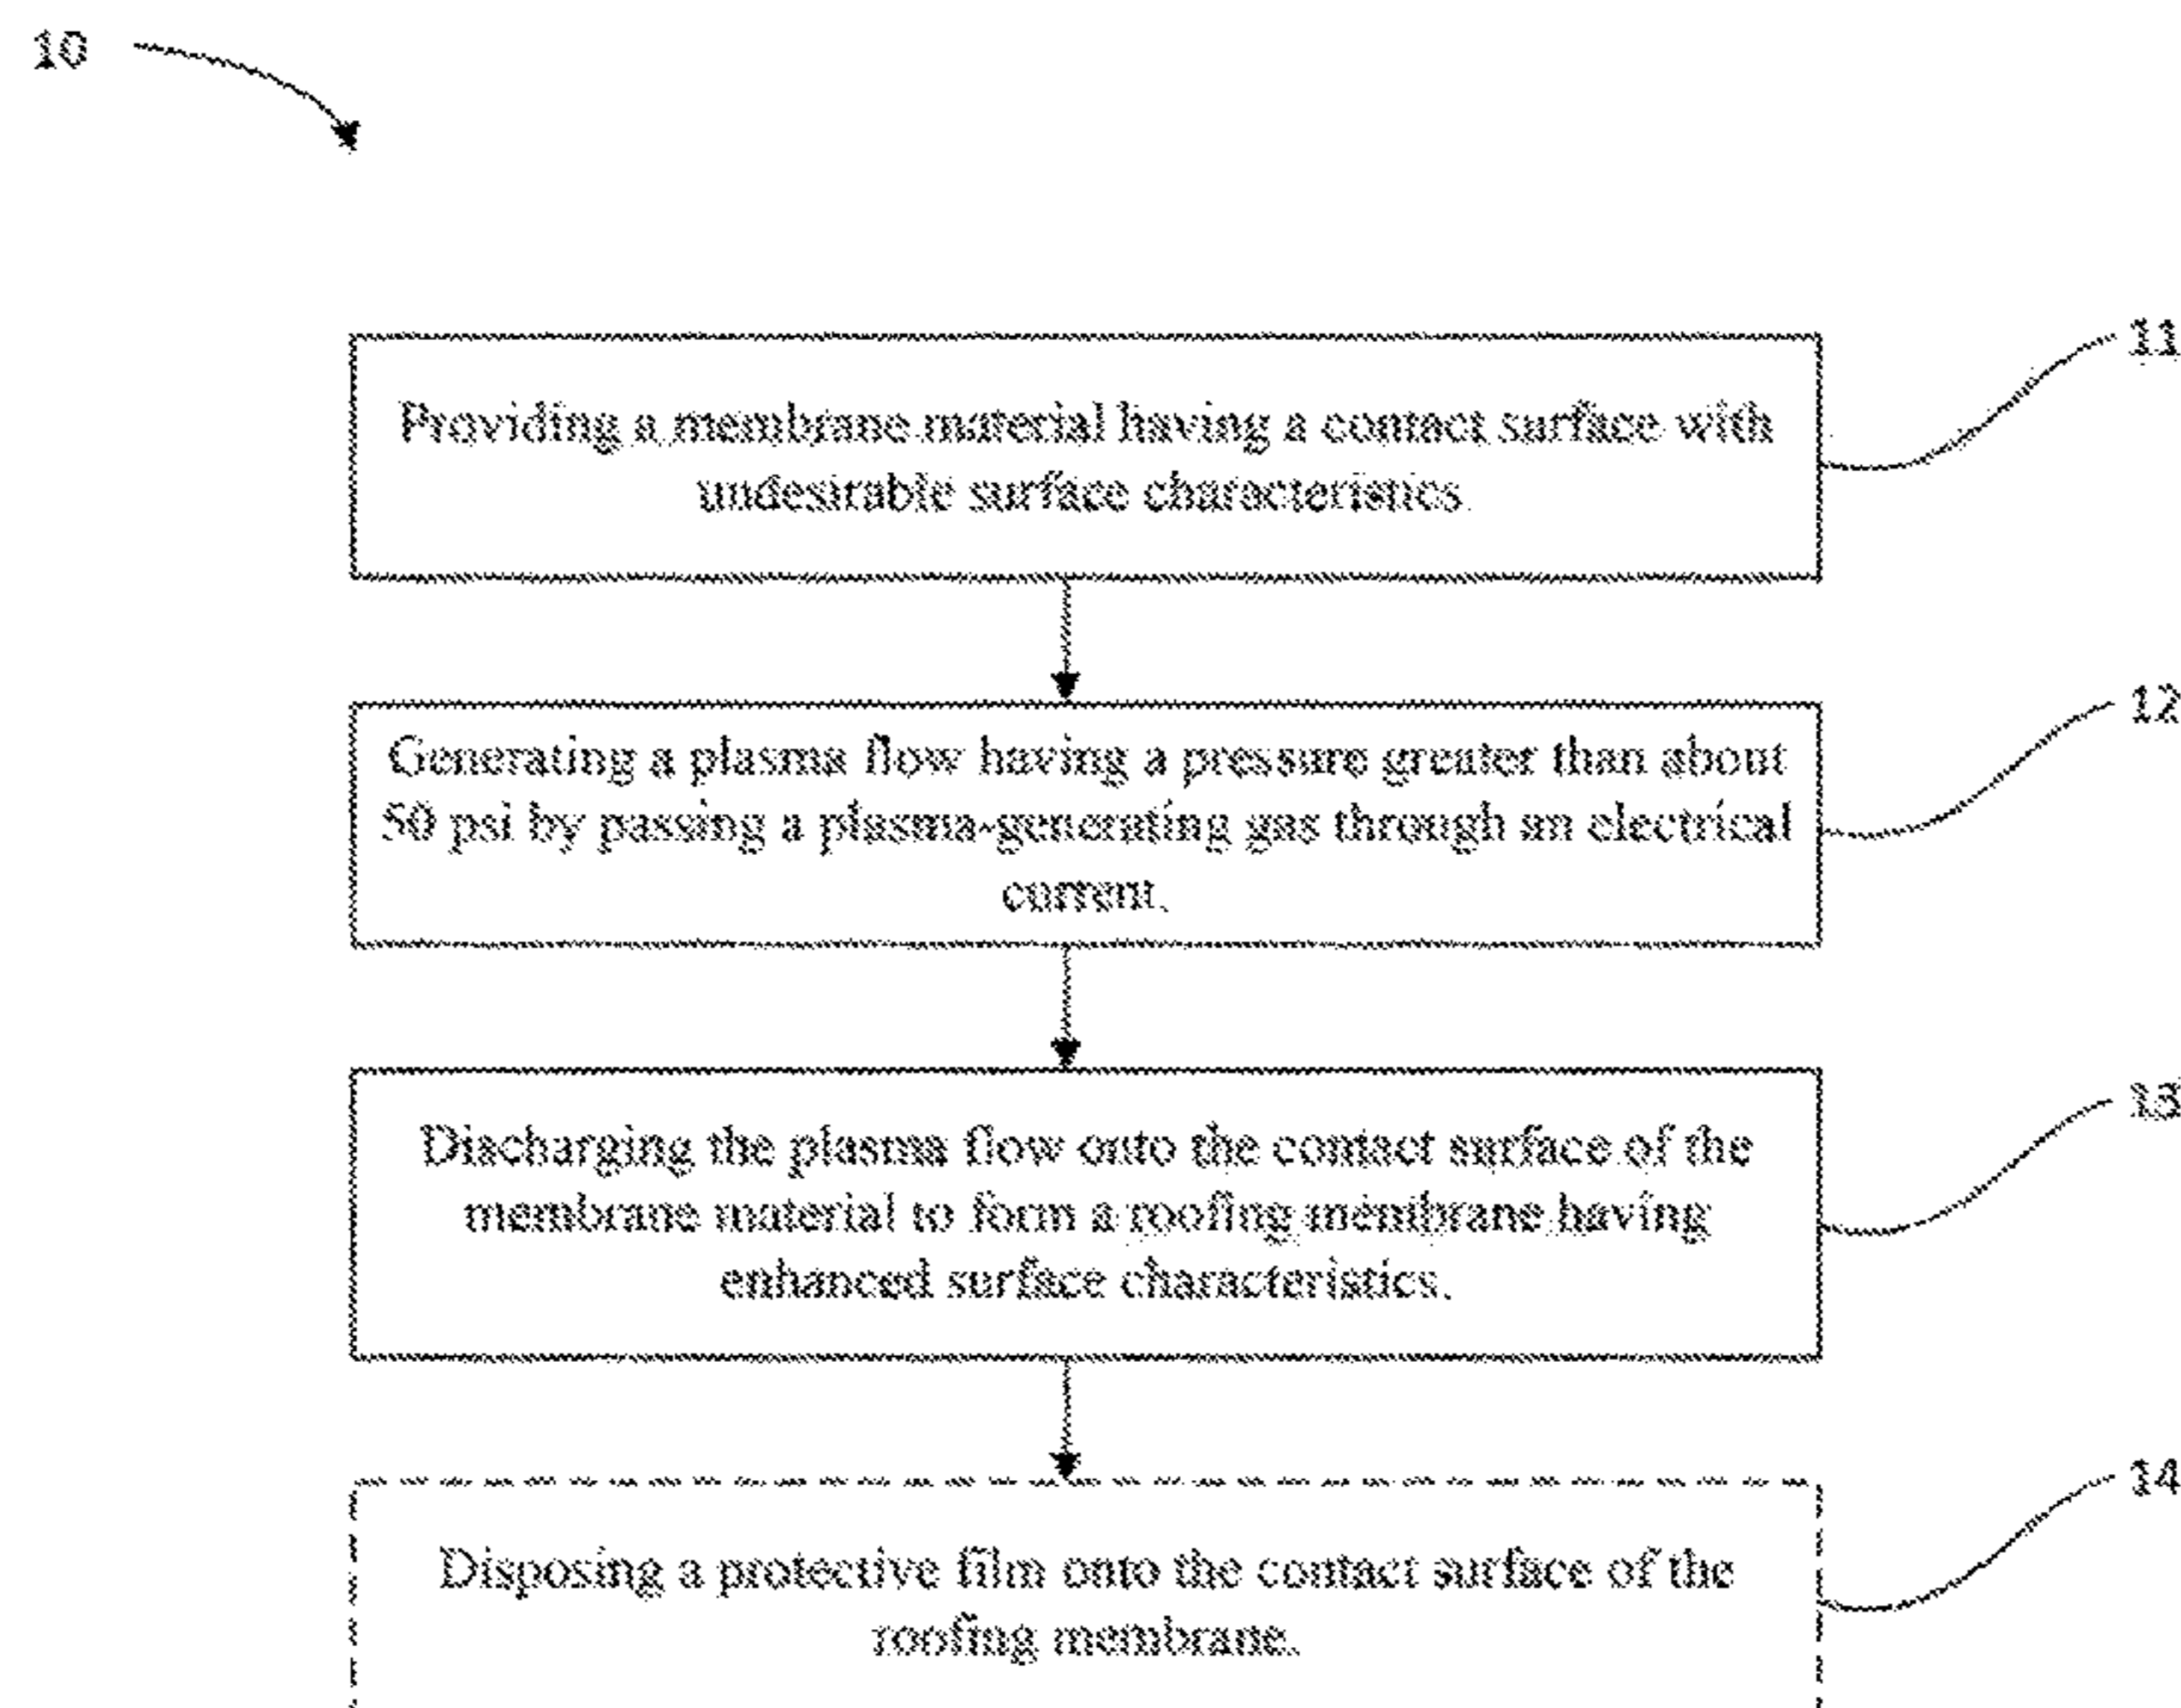 10
11
Providing a membrane material having a contact surface with
undesirable surface characteristics.
12
Generating a plasma flow having a pressure greater than about
50 psi by passing a plasma-generating gas through an electrical
current.
13
Discharging the plasma flow onto the contact surface of the
membrane material to form a roofing membrane having
enhanced surface characteristics.
14
Disposing a protective film onto the contact surface of the
roofing membrane.